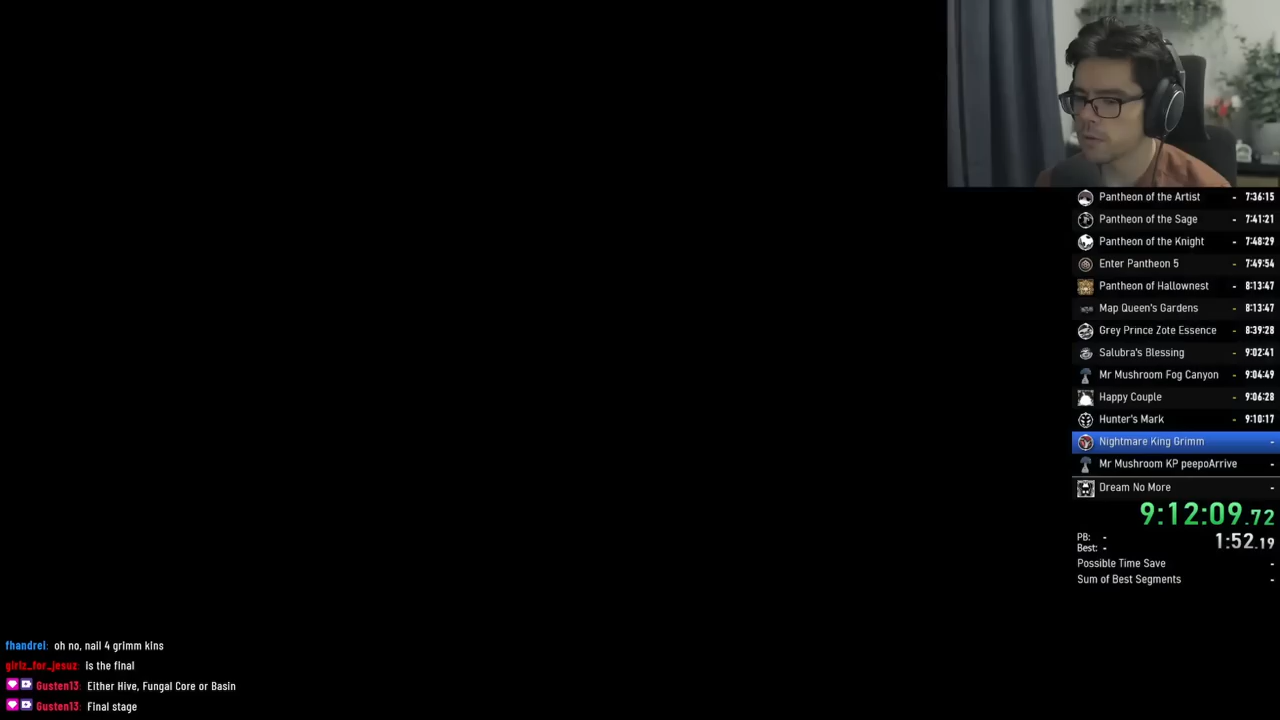 Pantheon of the Artist - 7:36:15
Pantheon of the Sage - 7:41:21
Pantheon of the Knight - 7:48:29
Enter Pantheon 5 - 7:49:54
Pantheon of Hallownest - 8:13:47
Map Queen's Gardens - 8:13:47
Grey Prince Zote Essence - 8:39:28
Salubra's Blessing - 9:02:41
Mr Mushroom Fog Canyon - 9:04:49
Happy Couple - 9:06:28
Hunter's Mark - 9:10:17
Nightmare King Grimm -
Mr Mushroom KP peepoArrive -
Dream No More -
9:12:09.72
PB: - 1:52.19
Best: -
Possible Time Save -
Sum of Best Segments -
fhandrel: oh no, nail 4 grimm kins
girlz_for_jesuz: is the final
Gusten13: Either Hive, Fungal Core or Basin
Gusten13: Final stage